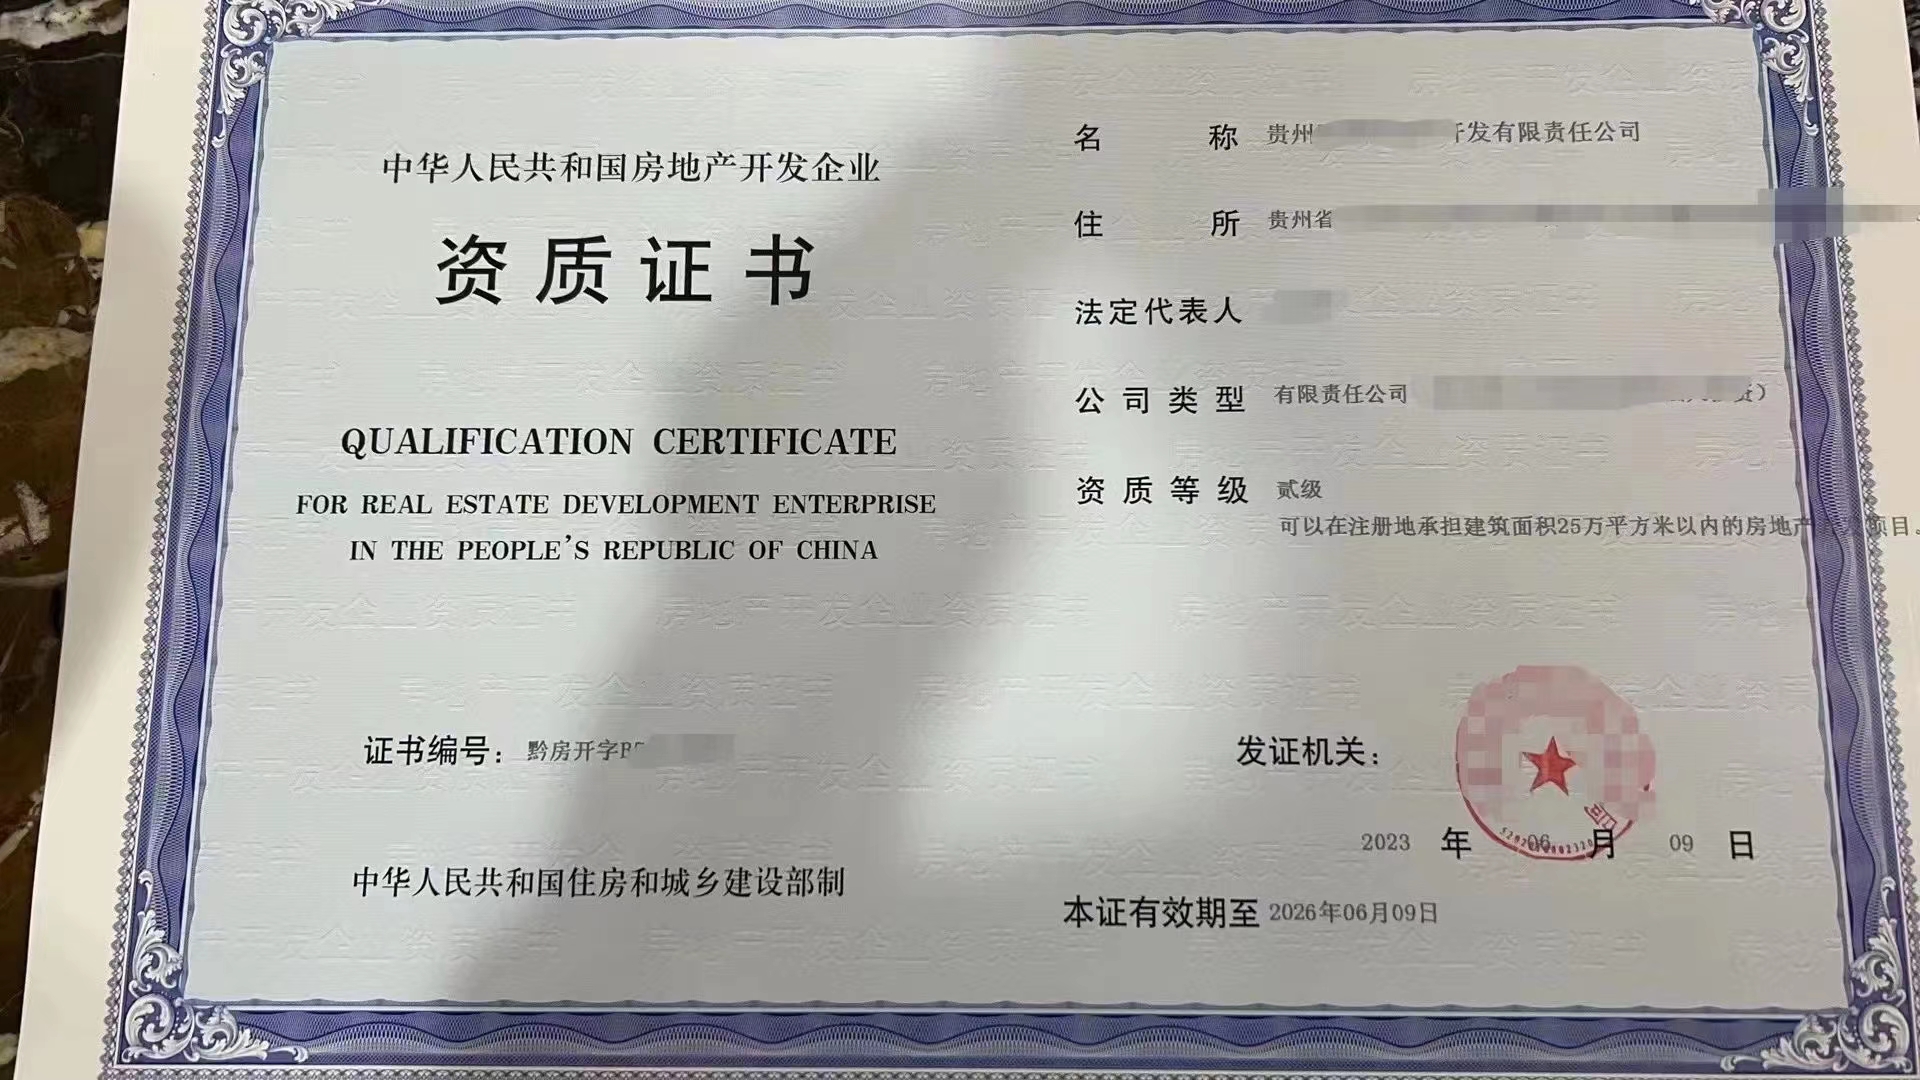 中华人民共和国房地产开发企业
资质证书
QUALIFICATION CERTIFICATE
FOR REAL ESTATE DEVELOPMENT ENTERPRISE
IN THE PEOPLE'S REPUBLIC OF CHINA
证书编号：黔房开字
中华人民共和国住房和城乡建设部制
名称 贵州 开发有限责任公司
住所 贵州省
法定代表人
公司类型 有限责任公司 资）
资质等级 贰级
可以在注册地承担建筑面积25万平方米以内的房地产开发项目。
发证机关：
2023 年 06 月 09 日
本证有效期至 2026年06月09日